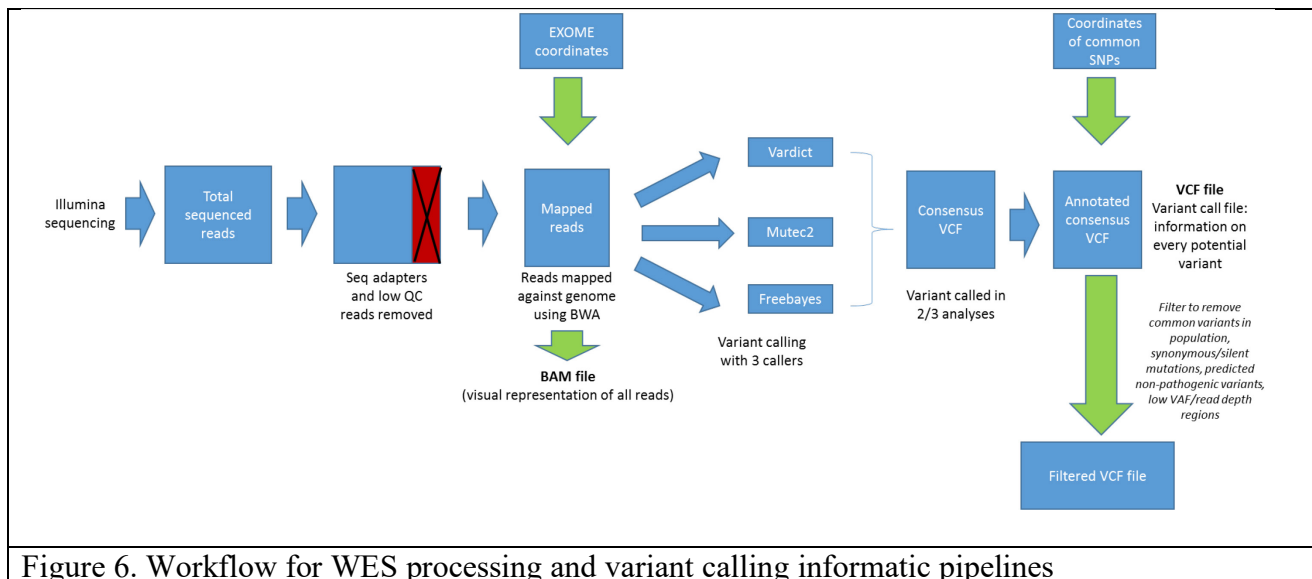 EXOME
coordinates
Coordinates
of common
SNPs
Illumina
sequencing
Total
sequenced
reads
Seq adapters
and low QC
reads removed
Mapped
reads
Reads mapped
against genome
using BWA
BAM file
(visual representation of all reads)
Vardict
Mutec2
Freebayes
Variant calling
with 3 callers
Consensus
VCF
Variant called in
2/3 analyses
Annotated
consensus
VCF
VCF file
Variant call file:
information on
every potential
variant
Filter to remove
common variants in
population,
synonymous/silent
mutations, predicted
non-pathogenic variants,
low VAF/read depth
regions
Filtered VCF file
Figure 6. Workflow for WES processing and variant calling informatic pipelines